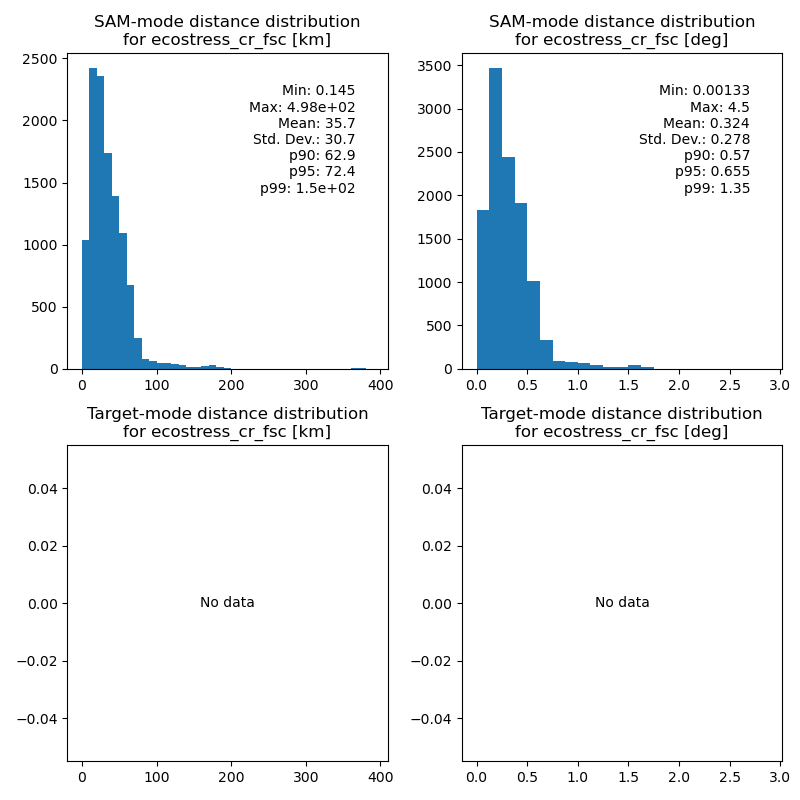 SAM-mode distance distribution
for ecostress_cr_fsc [km]
2500
2000
1500
1000
500
0
Min: 0.145
Max: 4.98e+02
Mean: 35.7
Std. Dev.: 30.7
p90: 62.9
p95: 72.4
p99: 1.5e+02
0 100 200 300 400
SAM-mode distance distribution
for ecostress_cr_fsc [deg]
3500
3000
2500
2000
1500
1000
500
0
Min: 0.00133
Max: 4.5
Mean: 0.324
Std. Dev.: 0.278
p90: 0.57
p95: 0.655
p99: 1.35
0.0 0.5 1.0 1.5 2.0 2.5 3.0
Target-mode distance distribution
for ecostress_cr_fsc [km]
0.04
0.02
0.00
−0.02
−0.04
No data
0 100 200 300 400
Target-mode distance distribution
for ecostress_cr_fsc [deg]
0.04
0.02
0.00
−0.02
−0.04
No data
0.0 0.5 1.0 1.5 2.0 2.5 3.0